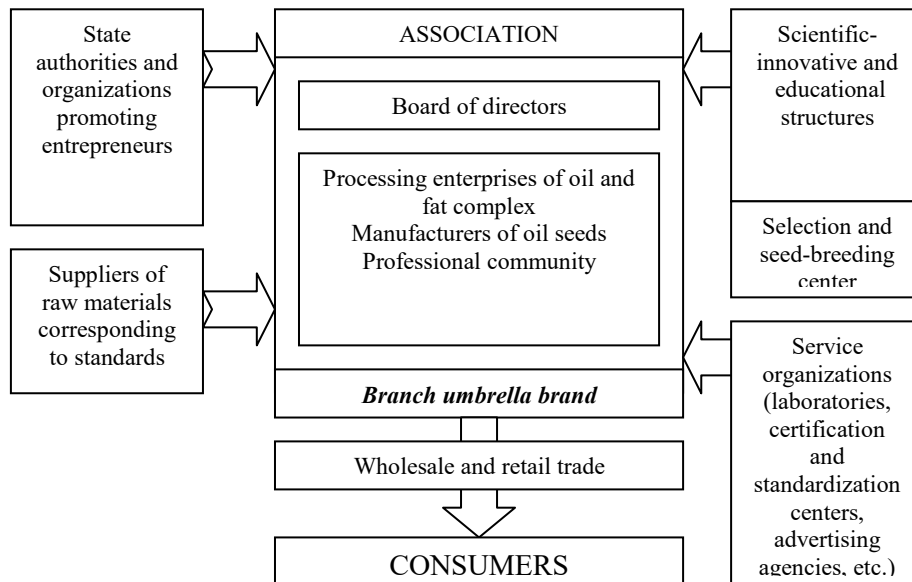 State
authorities and
organizations
promoting
entrepreneurs
Suppliers of
raw materials
corresponding
to standards
ASSOCIATION
Board of directors
Processing enterprises of oil and
fat complex
Manufacturers of oil seeds
Professional community
Branch umbrella brand
Wholesale and retail trade
CONSUMERS
Scientific-
innovative and
educational
structures
Selection and
seed-breeding
center
Service
organizations
(laboratories,
certification
and
standardization
centers,
advertising
agencies, etc.)